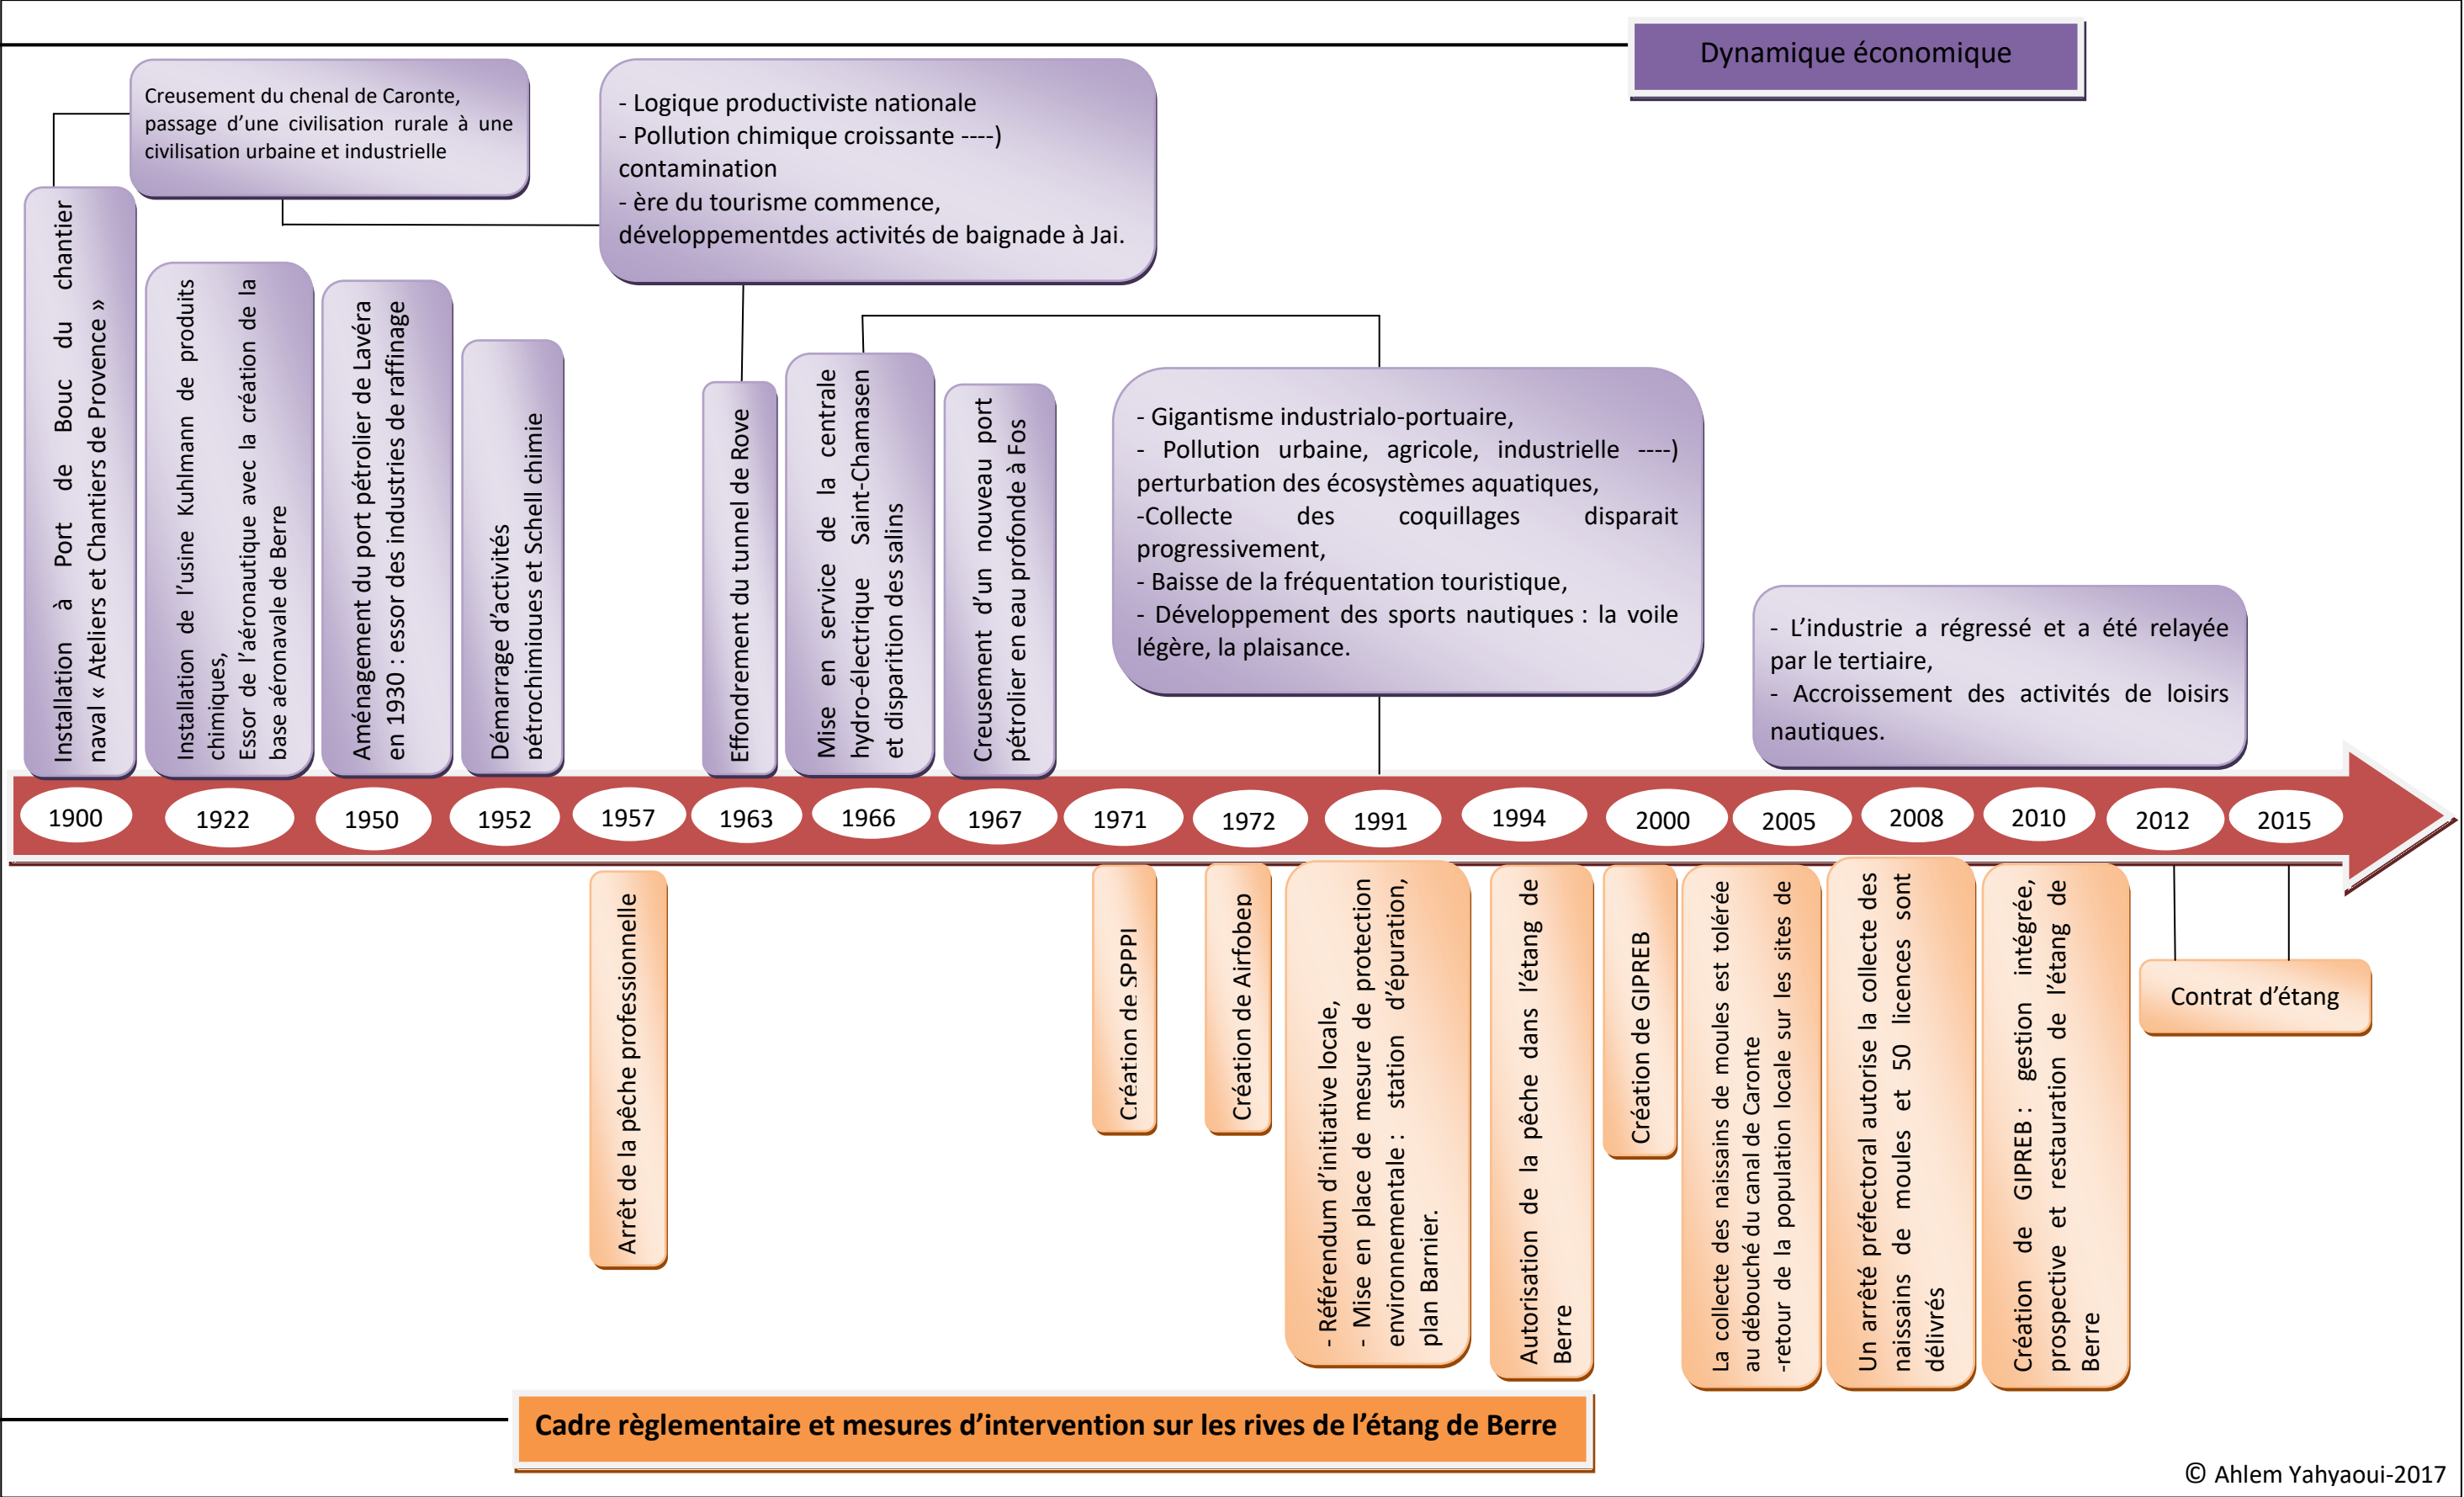 Dynamique économique
Creusement du chenal de Caronte,
passage d’une civilisation rurale à une
civilisation urbaine et industrielle
- Logique productiviste nationale
- Pollution chimique croissante ----)
contamination
- ère du tourisme commence,
développementdes activités de baignade à Jai.
Installation à Port de Bouc du chantier
naval « Ateliers et Chantiers de Provence »
Installation de l’usine Kuhlmann de produits
chimiques,
Essor de l’aéronautique avec la création de la
base aéronavale de Berre
Aménagement du port pétrolier de Lavéra
en 1930 : essor des industries de raffinage
Démarrage d’activités
pétrochimiques et Schell chimie
Effondrement du tunnel de Rove
Mise en service de la centrale
hydro-électrique Saint-Chamasen
et disparition des salins
Creusement d’un nouveau port
pétrolier en eau profonde à Fos
- Gigantisme industrialo-portuaire,
- Pollution urbaine, agricole, industrielle ----)
perturbation des écosystèmes aquatiques,
-Collecte des coquillages disparait
progressivement,
- Baisse de la fréquentation touristique,
- Développement des sports nautiques : la voile
légère, la plaisance.
- L’industrie a régressé et a été relayée
par le tertiaire,
- Accroissement des activités de loisirs
nautiques.
1900 1922 1950 1952 1957 1963 1966 1967 1971 1972 1991 1994 2000 2005 2008 2010 2012 2015
Arrêt de la pêche professionnelle
Création de SPPPI
Création de Airfobep
- Référendum d’initiative locale,
- Mise en place de mesure de protection
environnementale : station d’épuration,
plan Barnier.
Autorisation de la pêche dans l’étang de
Berre
Création de GIPREB
La collecte des naissains de moules est tolérée
au débouché du canal de Caronte
-retour de la population locale sur les sites de
Un arrêté préfectoral autorise la collecte des
naissains de moules et 50 licences sont
délivrés
Création de GIPREB : gestion intégrée,
prospective et restauration de l’étang de
Berre
Contrat d’étang
Cadre règlementaire et mesures d’intervention sur les rives de l’étang de Berre
© Ahlem Yahyaoui-2017